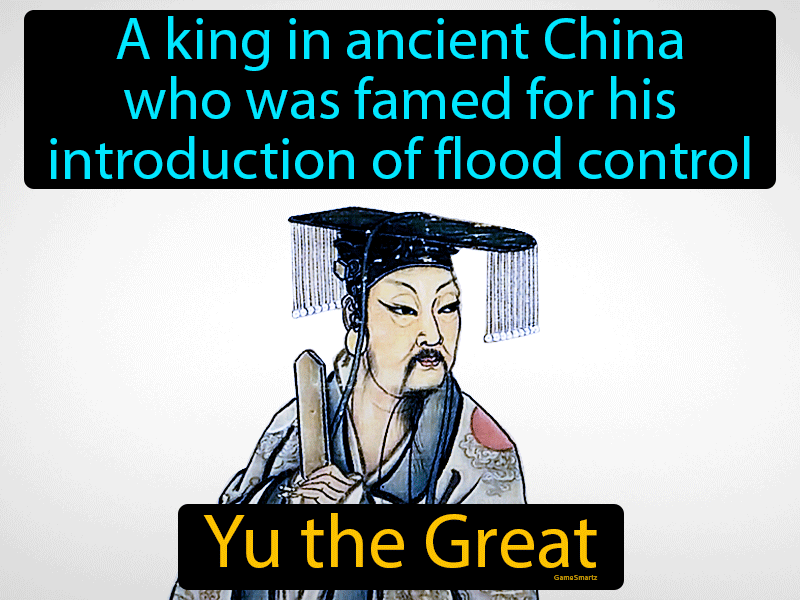 A king in ancient China
who was famed for his
introduction of flood control
Yu the Great
GameSmartz